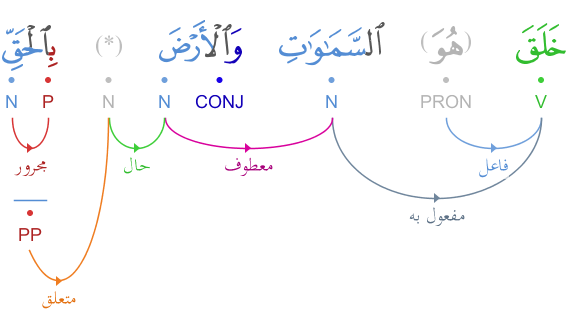 خَلَقَ (هُوَ) ٱلسَّمَٰوَٰتِ وَٱلْأَرْضَ (*) بِٱلْحَقِّ
V PRON N CONJ N N P N
فاعل معطوف حال مجرور
مفعول به
PP
متعلق